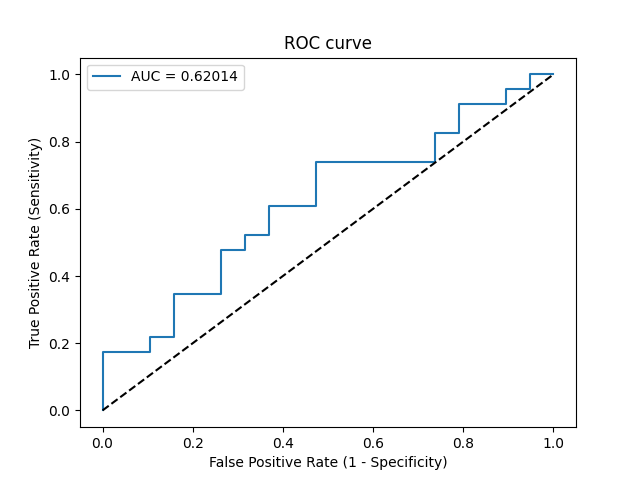 ROC curve
AUC = 0.62014
1.0
0.8
0.6
0.4
0.2
0.0
True Positive Rate (Sensitivity)
0.0 0.2 0.4 0.6 0.8 1.0
False Positive Rate (1 - Specificity)